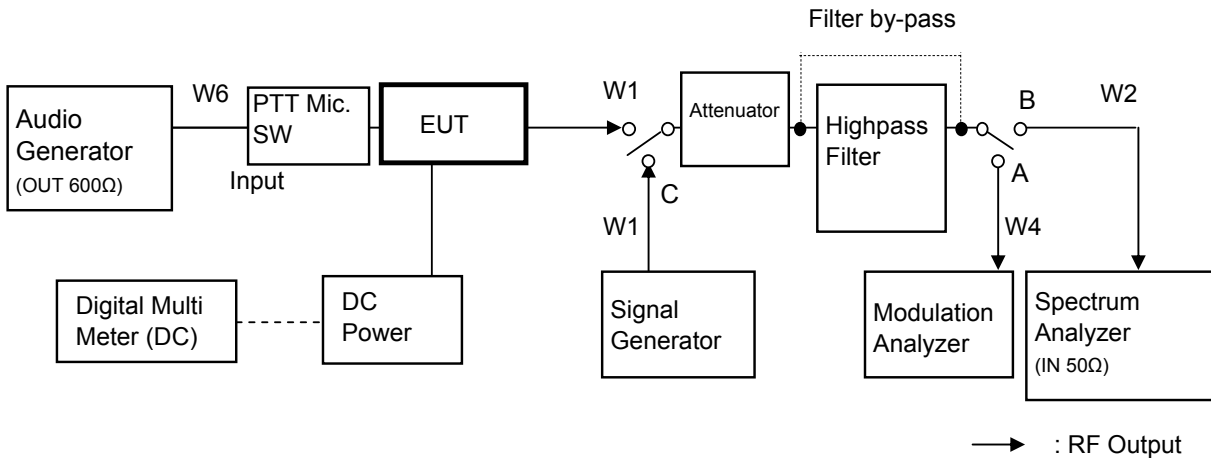 Filter by-pass
Audio
Generator
(OUT 600Ω)
W6
PTT Mic.
SW
Input
EUT
W1
C
W1
Attenuator
Highpass
Filter
B
A
W2
W4
Digital Multi
Meter (DC)
DC
Power
Signal
Generator
Modulation
Analyzer
Spectrum
Analyzer
(IN 50Ω)
: RF Output